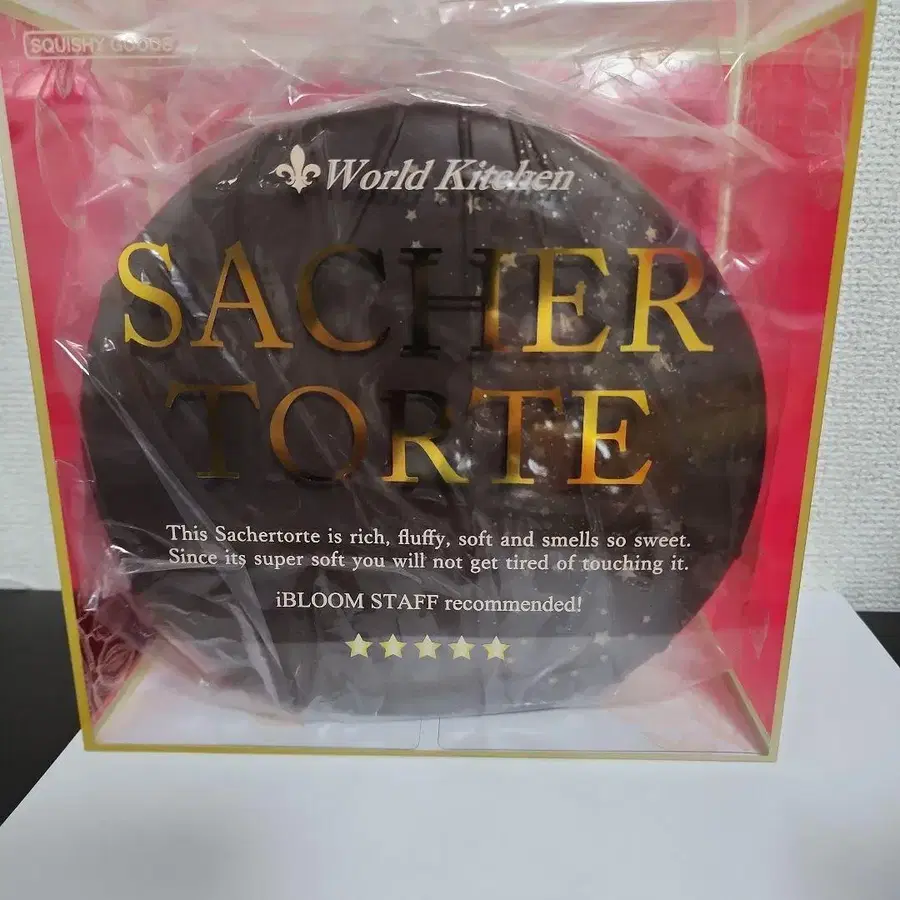 SQUISHY GOODS
World Kitchen
SACHER
TORTE
This Sachertorte is rich, fluffy, soft and smells so sweet.
Since its super soft you will not get tired of touching it.
iBLOOM STAFF recommended!